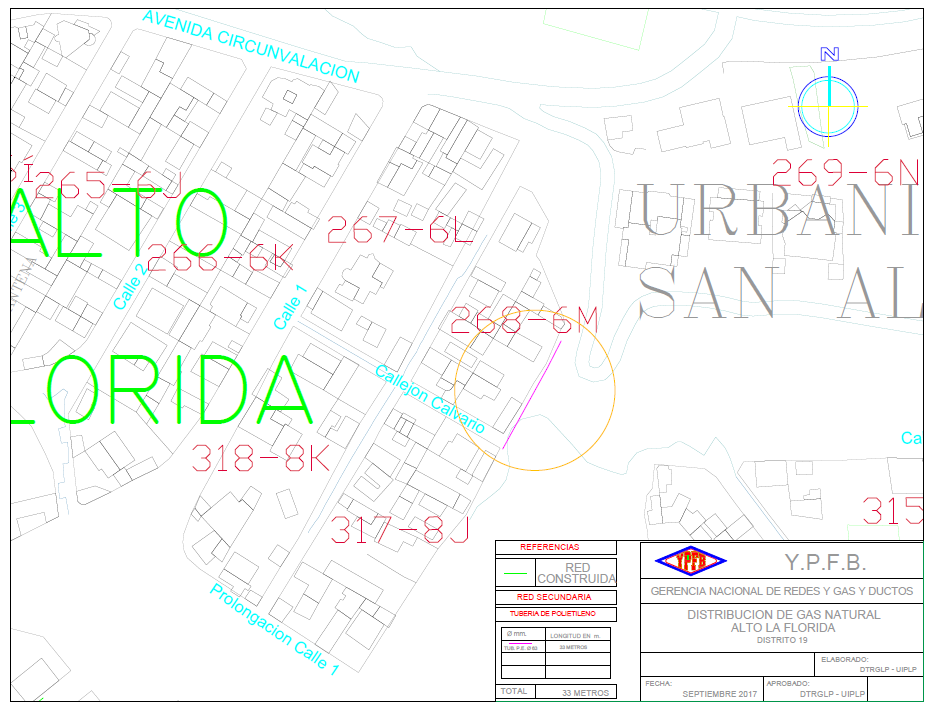 AVENIDA CIRCUNVALACION
N
269-6N
265-6J
ALTO
URBANI
267-6L
266-6K
Calle 2
Calle 1
SAN AL
268-6M
LORIDA
Callejon Calvario
Ca
318-8K
315
317-8J
Prolongacion Calle 1
REFERENCIAS
RED
CONSTRUIDA
RED SECUNDARIA
TUBERIA DE POLIETILENO
Ø mm. LONGITUD EN m.
TUB. P.E. Ø 63 33 METROS
TOTAL 33 METROS
YPFB Y.P.F.B.
GERENCIA NACIONAL DE REDES Y GAS Y DUCTOS
DISTRIBUCION DE GAS NATURAL
ALTO LA FLORIDA
DISTRITO 19
ELABORADO:
DTRGLP - UIPLP
FECHA:
SEPTIEMBRE 2017
APROBADO:
DTRGLP - UIPLP